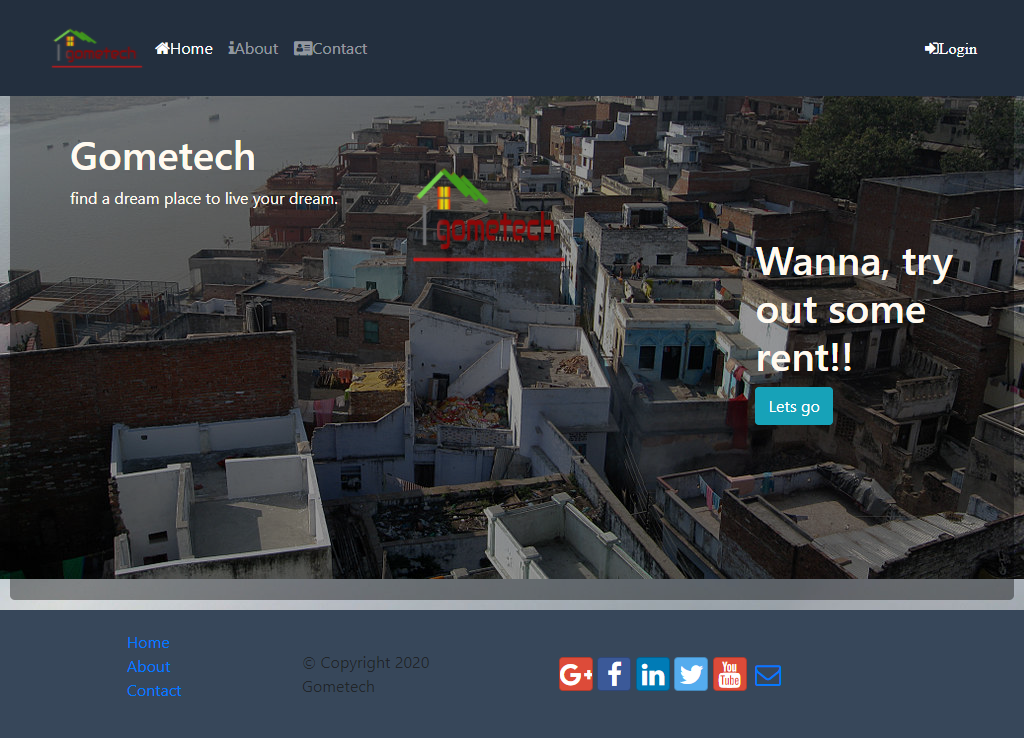 gometech
Home
About
Contact
Login
Gometech
find a dream place to live your dream.
gometech
Wanna, try
out some
rent!!
Lets go
Home
About
Contact
© Copyright 2020
Gometech
G+
f
in
You
Tube